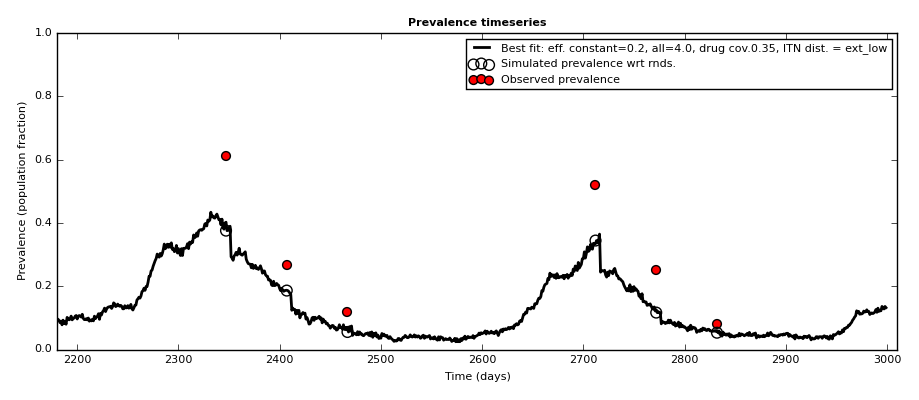 Prevalence timeseries
1.0
0.8
0.6
0.4
0.2
0.0
Prevalence (population fraction)
Best fit: eff. constant=0.2, all=4.0, drug cov.0.35, ITN dist. = ext_low
Simulated prevalence wrt rnds.
Observed prevalence
2200 2300 2400 2500 2600 2700 2800 2900 3000
Time (days)